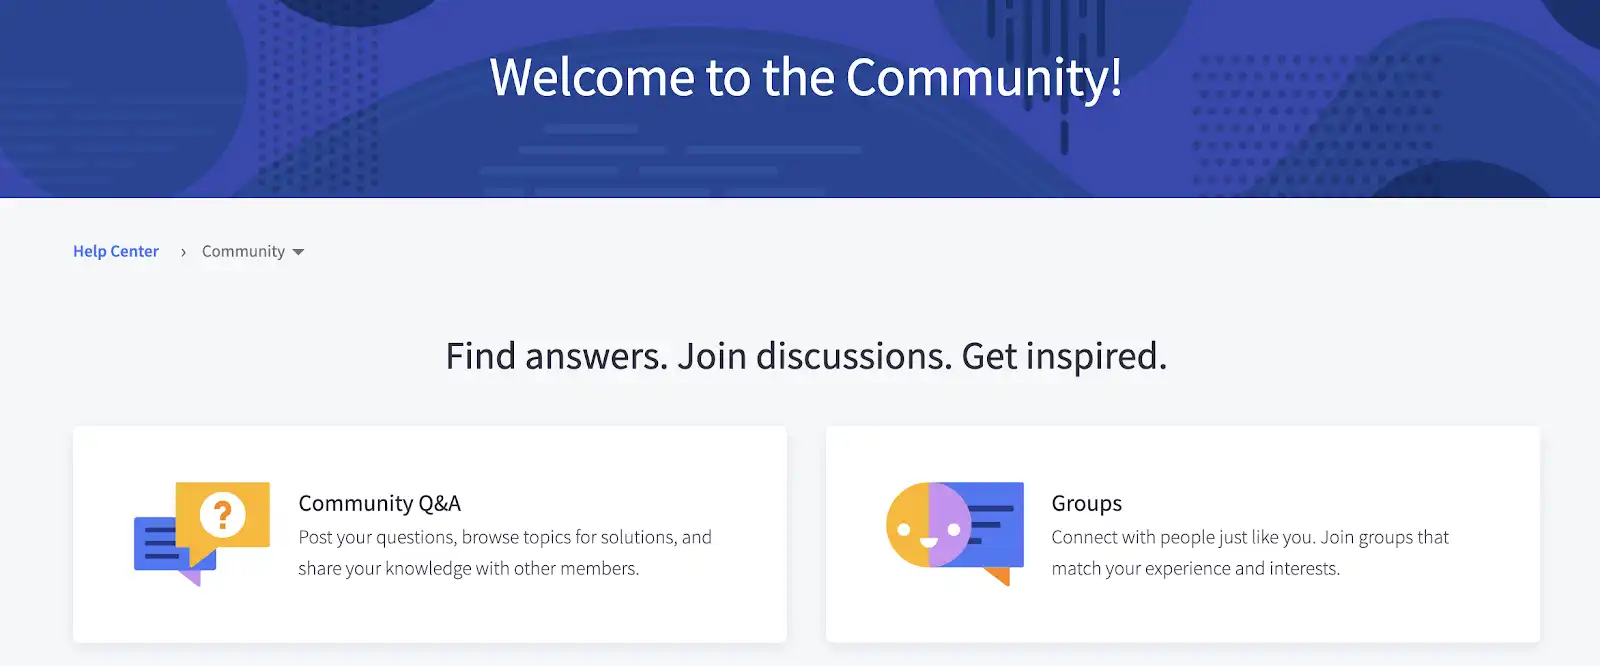 Welcome to the Community!
Help Center › Community
Find answers. Join discussions. Get inspired.
?
Community Q&A
Post your questions, browse topics for solutions, and
share your knowledge with other members.
Groups
Connect with people just like you. Join groups that
match your experience and interests.